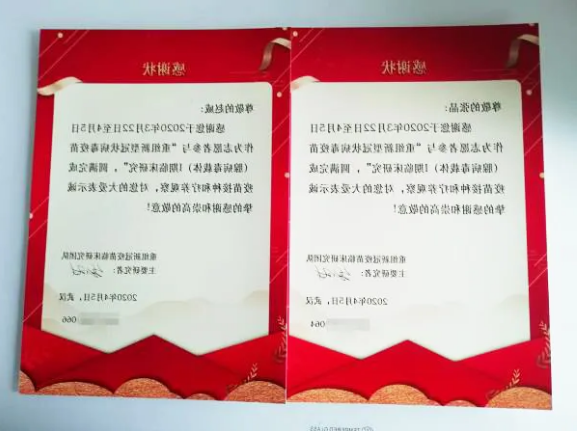 感谢状
尊敬的张晶:
感谢您于2020年3月22日至4月5日
作为志愿者参与“重组新型冠状病毒疫苗
（腺病毒载体）I期临床研究”，圆满完成
疫苗接种和疗养观察，对您的大爱表示诚
挚的感谢和崇高的敬意！
重组新冠疫苗临床研究团队
主要研究者：
2020年4月5日，武汉
064
感谢状
尊敬的赵威:
感谢您于2020年3月22日至4月5日
作为志愿者参与“重组新型冠状病毒疫苗
（腺病毒载体）I期临床研究”，圆满完成
疫苗接种和疗养观察，对您的大爱表示诚
挚的感谢和崇高的敬意！
重组新冠疫苗临床研究团队
主要研究者：
2020年4月5日，武汉
066